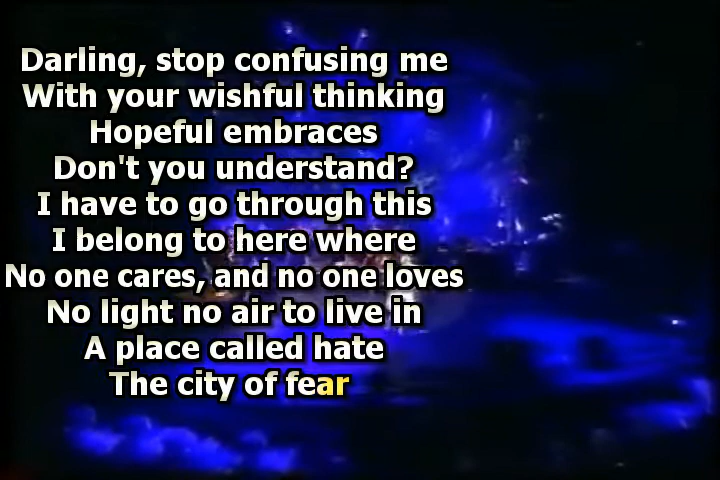 Darling, stop confusing me
With your wishful thinking
Hopeful embraces
Don't you understand?
I have to go through this
I belong to here where
No one cares, and no one loves
No light no air to live in
A place called hate
The city of fear